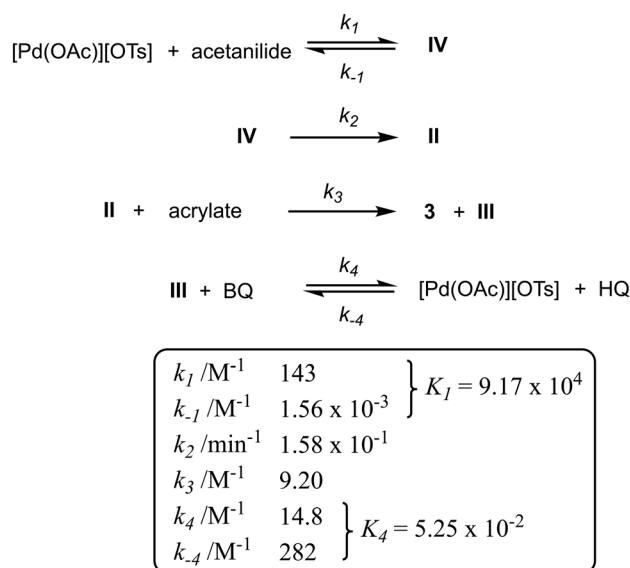 k1
[Pd(OAc)][OTs] + acetanilide IV
k-1
k2
IV II
k3
II + acrylate 3 + III
k4
III + BQ [Pd(OAc)][OTs] + HQ
k-4
k1 /M-1 143
k-1 /M-1 1.56 x 10-3 } K1 = 9.17 x 104
k2 /min-1 1.58 x 10-1
k3 /M-1 9.20
k4 /M-1 14.8
k-4 /M-1 282 } K4 = 5.25 x 10-2